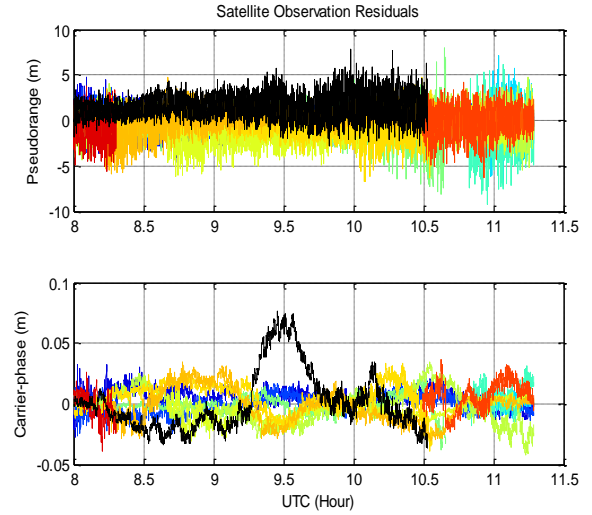 Satellite Observation Residuals
Pseudorange (m)
10
5
0
-5
-10
8 8.5 9 9.5 10 10.5 11 11.5
Carrier-phase (m)
0.1
0.05
0
-0.05
8 8.5 9 9.5 10 10.5 11 11.5
UTC (Hour)